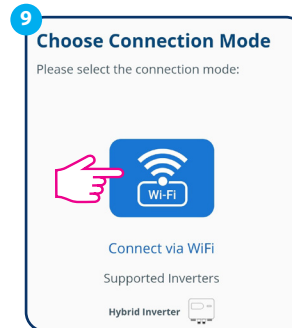 9
Choose Connection Mode
Please select the connection mode:
Wi-Fi
Connect via WiFi
Supported Inverters
Hybrid Inverter